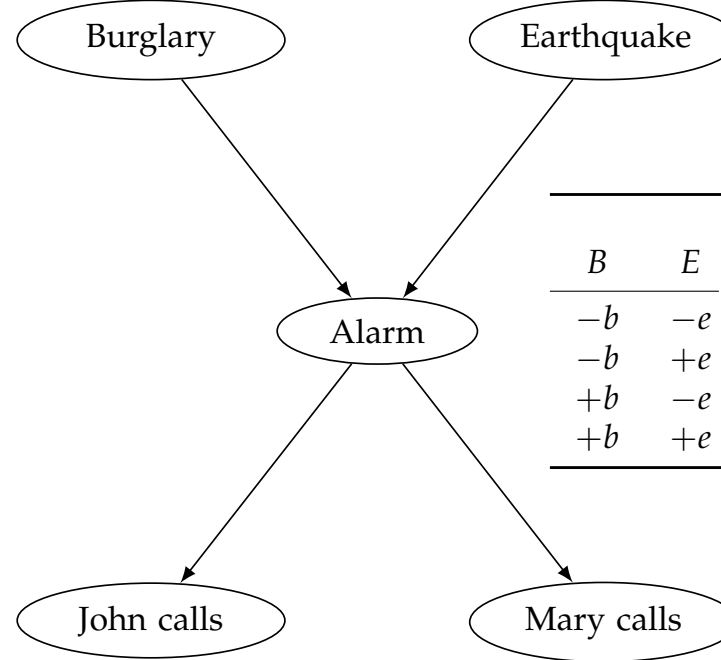 Burglary
Earthquake
B E
−b −e
−b +e
+b −e
+b +e
Alarm
John calls
Mary calls